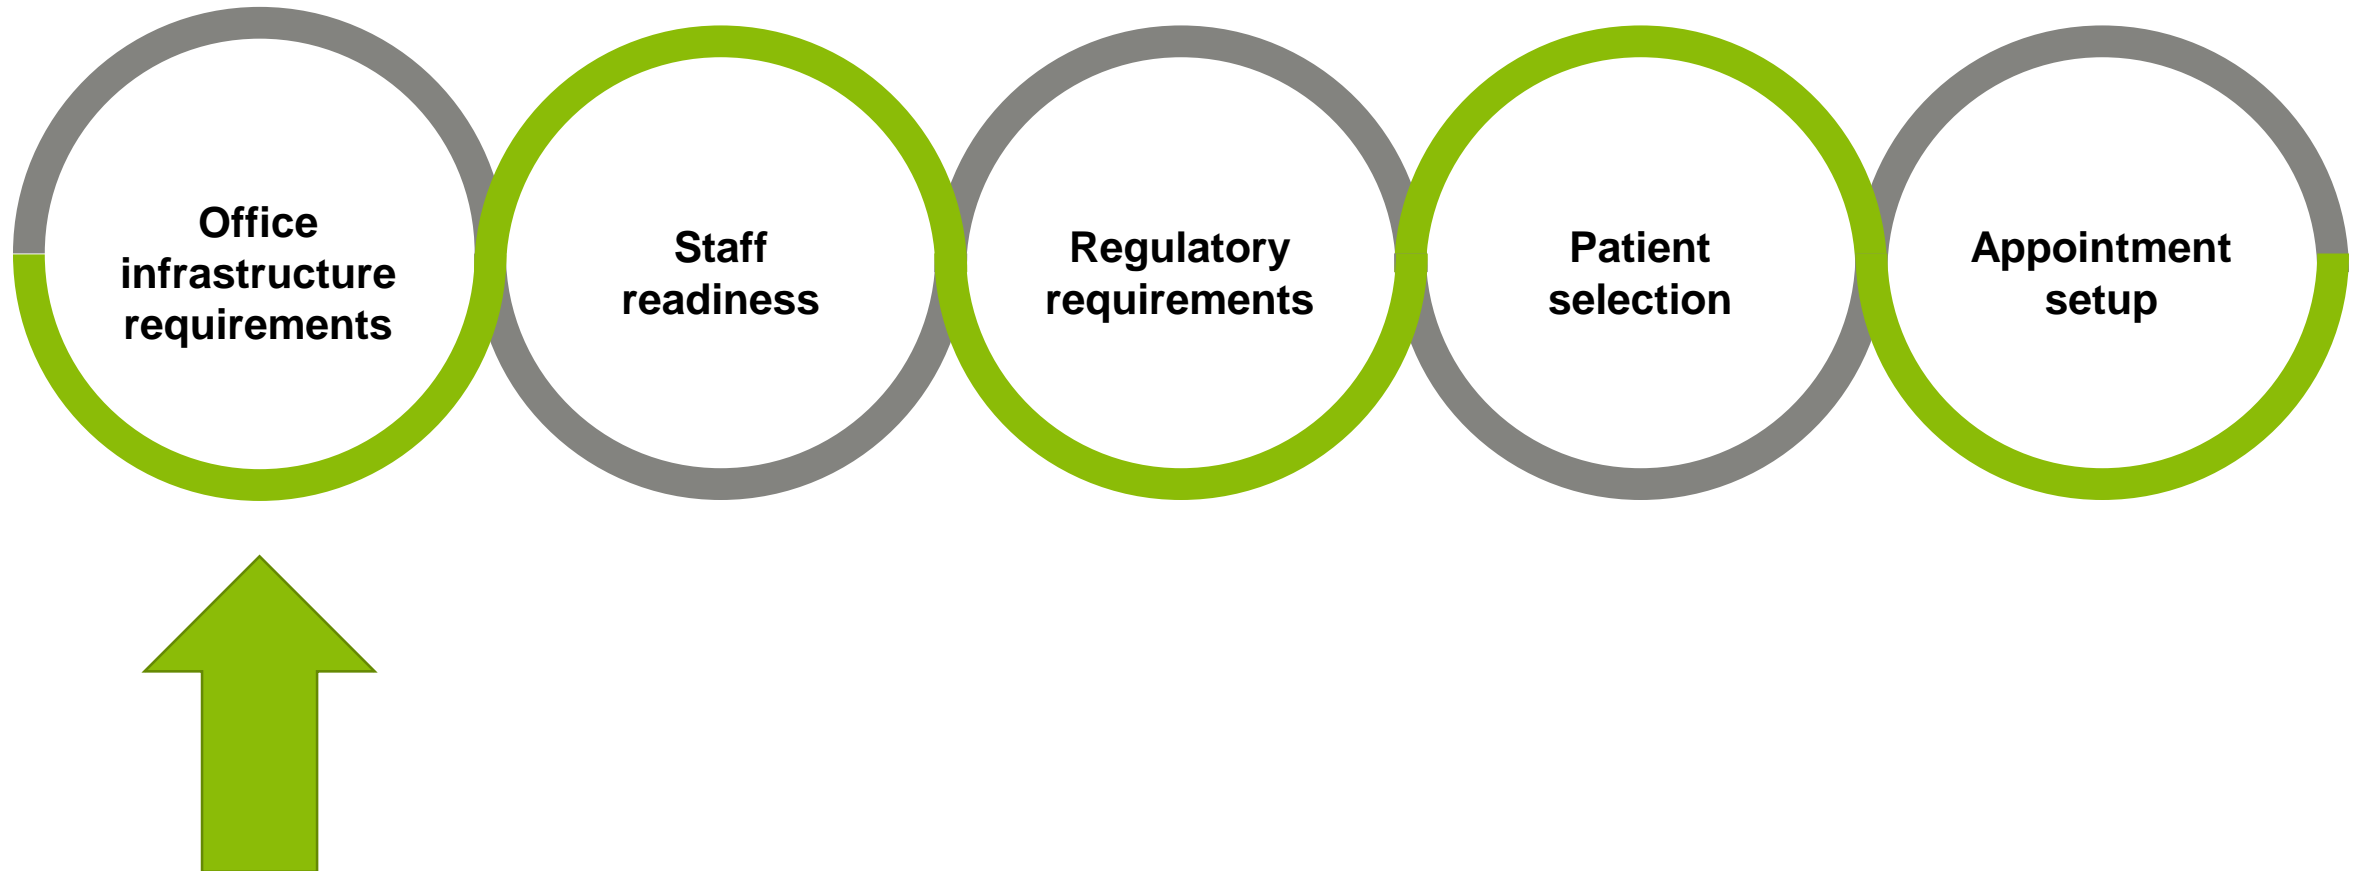 Office
infrastructure
requirements
Staff
readiness
Regulatory
requirements
Patient
selection
Appointment
setup